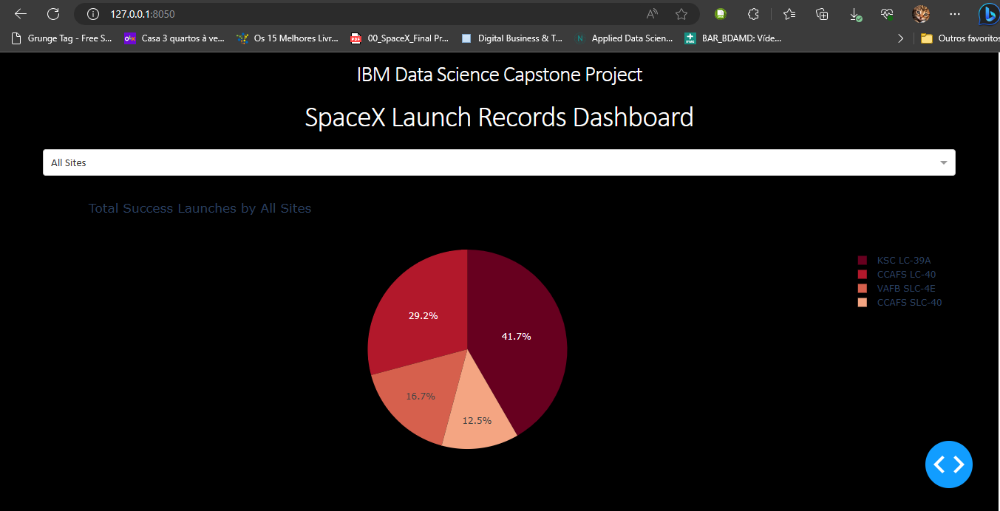 127.0.0.1:8050
Grunge Tag - Free S... Casa 3 quartos à ve... Os 15 Melhores Livr... PDF 00_SpaceX_Final Pr... Digital Business & T... N Applied Data Scien... BAR_BDAMD: Víde... Outros favoritos
IBM Data Science Capstone Project
SpaceX Launch Records Dashboard
All Sites
Total Success Launches by All Sites
KSC LC-39A
CCAFS LC-40
VAFB SLC-4E
CCAFS SLC-40
29.2%
41.7%
16.7%
12.5%